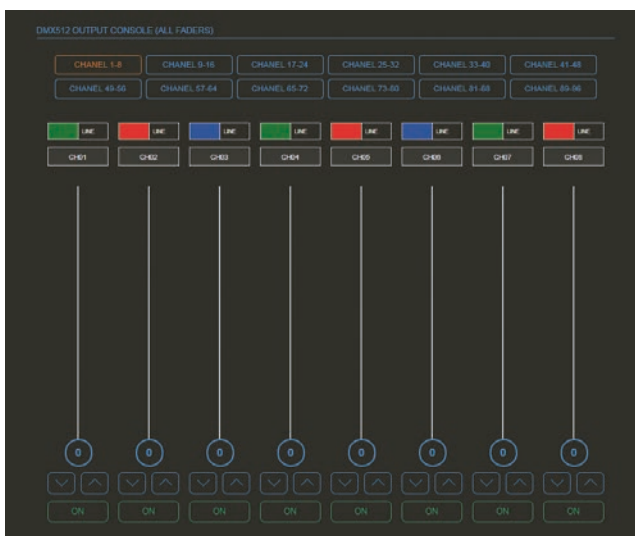 DMX512 OUTPUT CONSOLE (ALL FADERS)
CHANEL 1-8 CHANEL 9-16 CHANEL 17-24 CHANEL 25-32 CHANEL 33-40 CHANEL 41-48
CHANEL 49-56 CHANEL 57-64 CHANEL 65-72 CHANEL 73-80 CHANEL 81-88 CHANEL 89-96
LINE LINE LINE LINE LINE LINE LINE LINE
CH01 CH02 CH03 CH04 CH05 CH06 CH07 CH08
0 0 0 0 0 0 0 0
ON ON ON ON ON ON ON ON